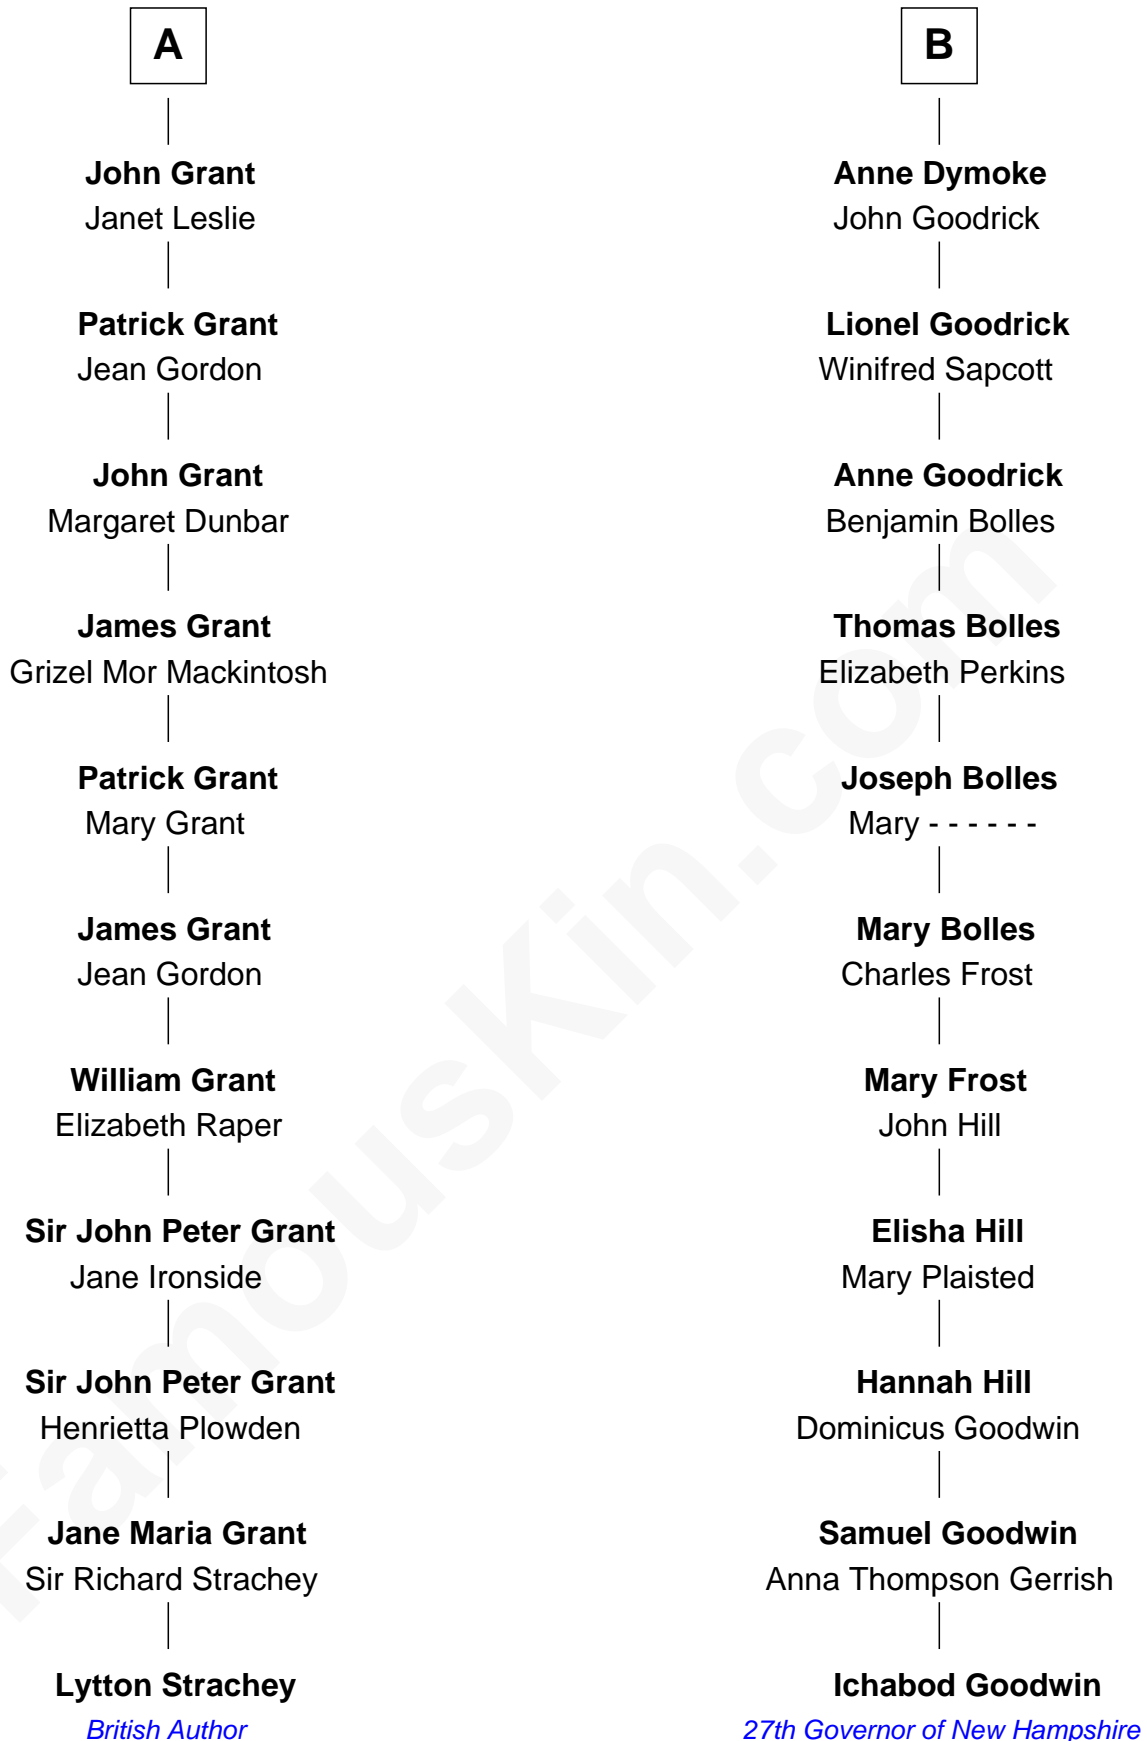 A
John Grant
Janet Leslie
Patrick Grant
Jean Gordon
John Grant
Margaret Dunbar
James Grant
Grizel Mor Mackintosh
Patrick Grant
Mary Grant
James Grant
Jean Gordon
William Grant
Elizabeth Raper
Sir John Peter Grant
Jane Ironside
Sir John Peter Grant
Henrietta Plowden
Jane Maria Grant
Sir Richard Strachey
Lytton Strachey
British Author
B
Anne Dymoke
John Goodrick
Lionel Goodrick
Winifred Sapcott
Anne Goodrick
Benjamin Bolles
Thomas Bolles
Elizabeth Perkins
Joseph Bolles
Mary - - - - - -
Mary Bolles
Charles Frost
Mary Frost
John Hill
Elisha Hill
Mary Plaisted
Hannah Hill
Dominicus Goodwin
Samuel Goodwin
Anna Thompson Gerrish
Ichabod Goodwin
27th Governor of New Hampshire
FamousKin.com